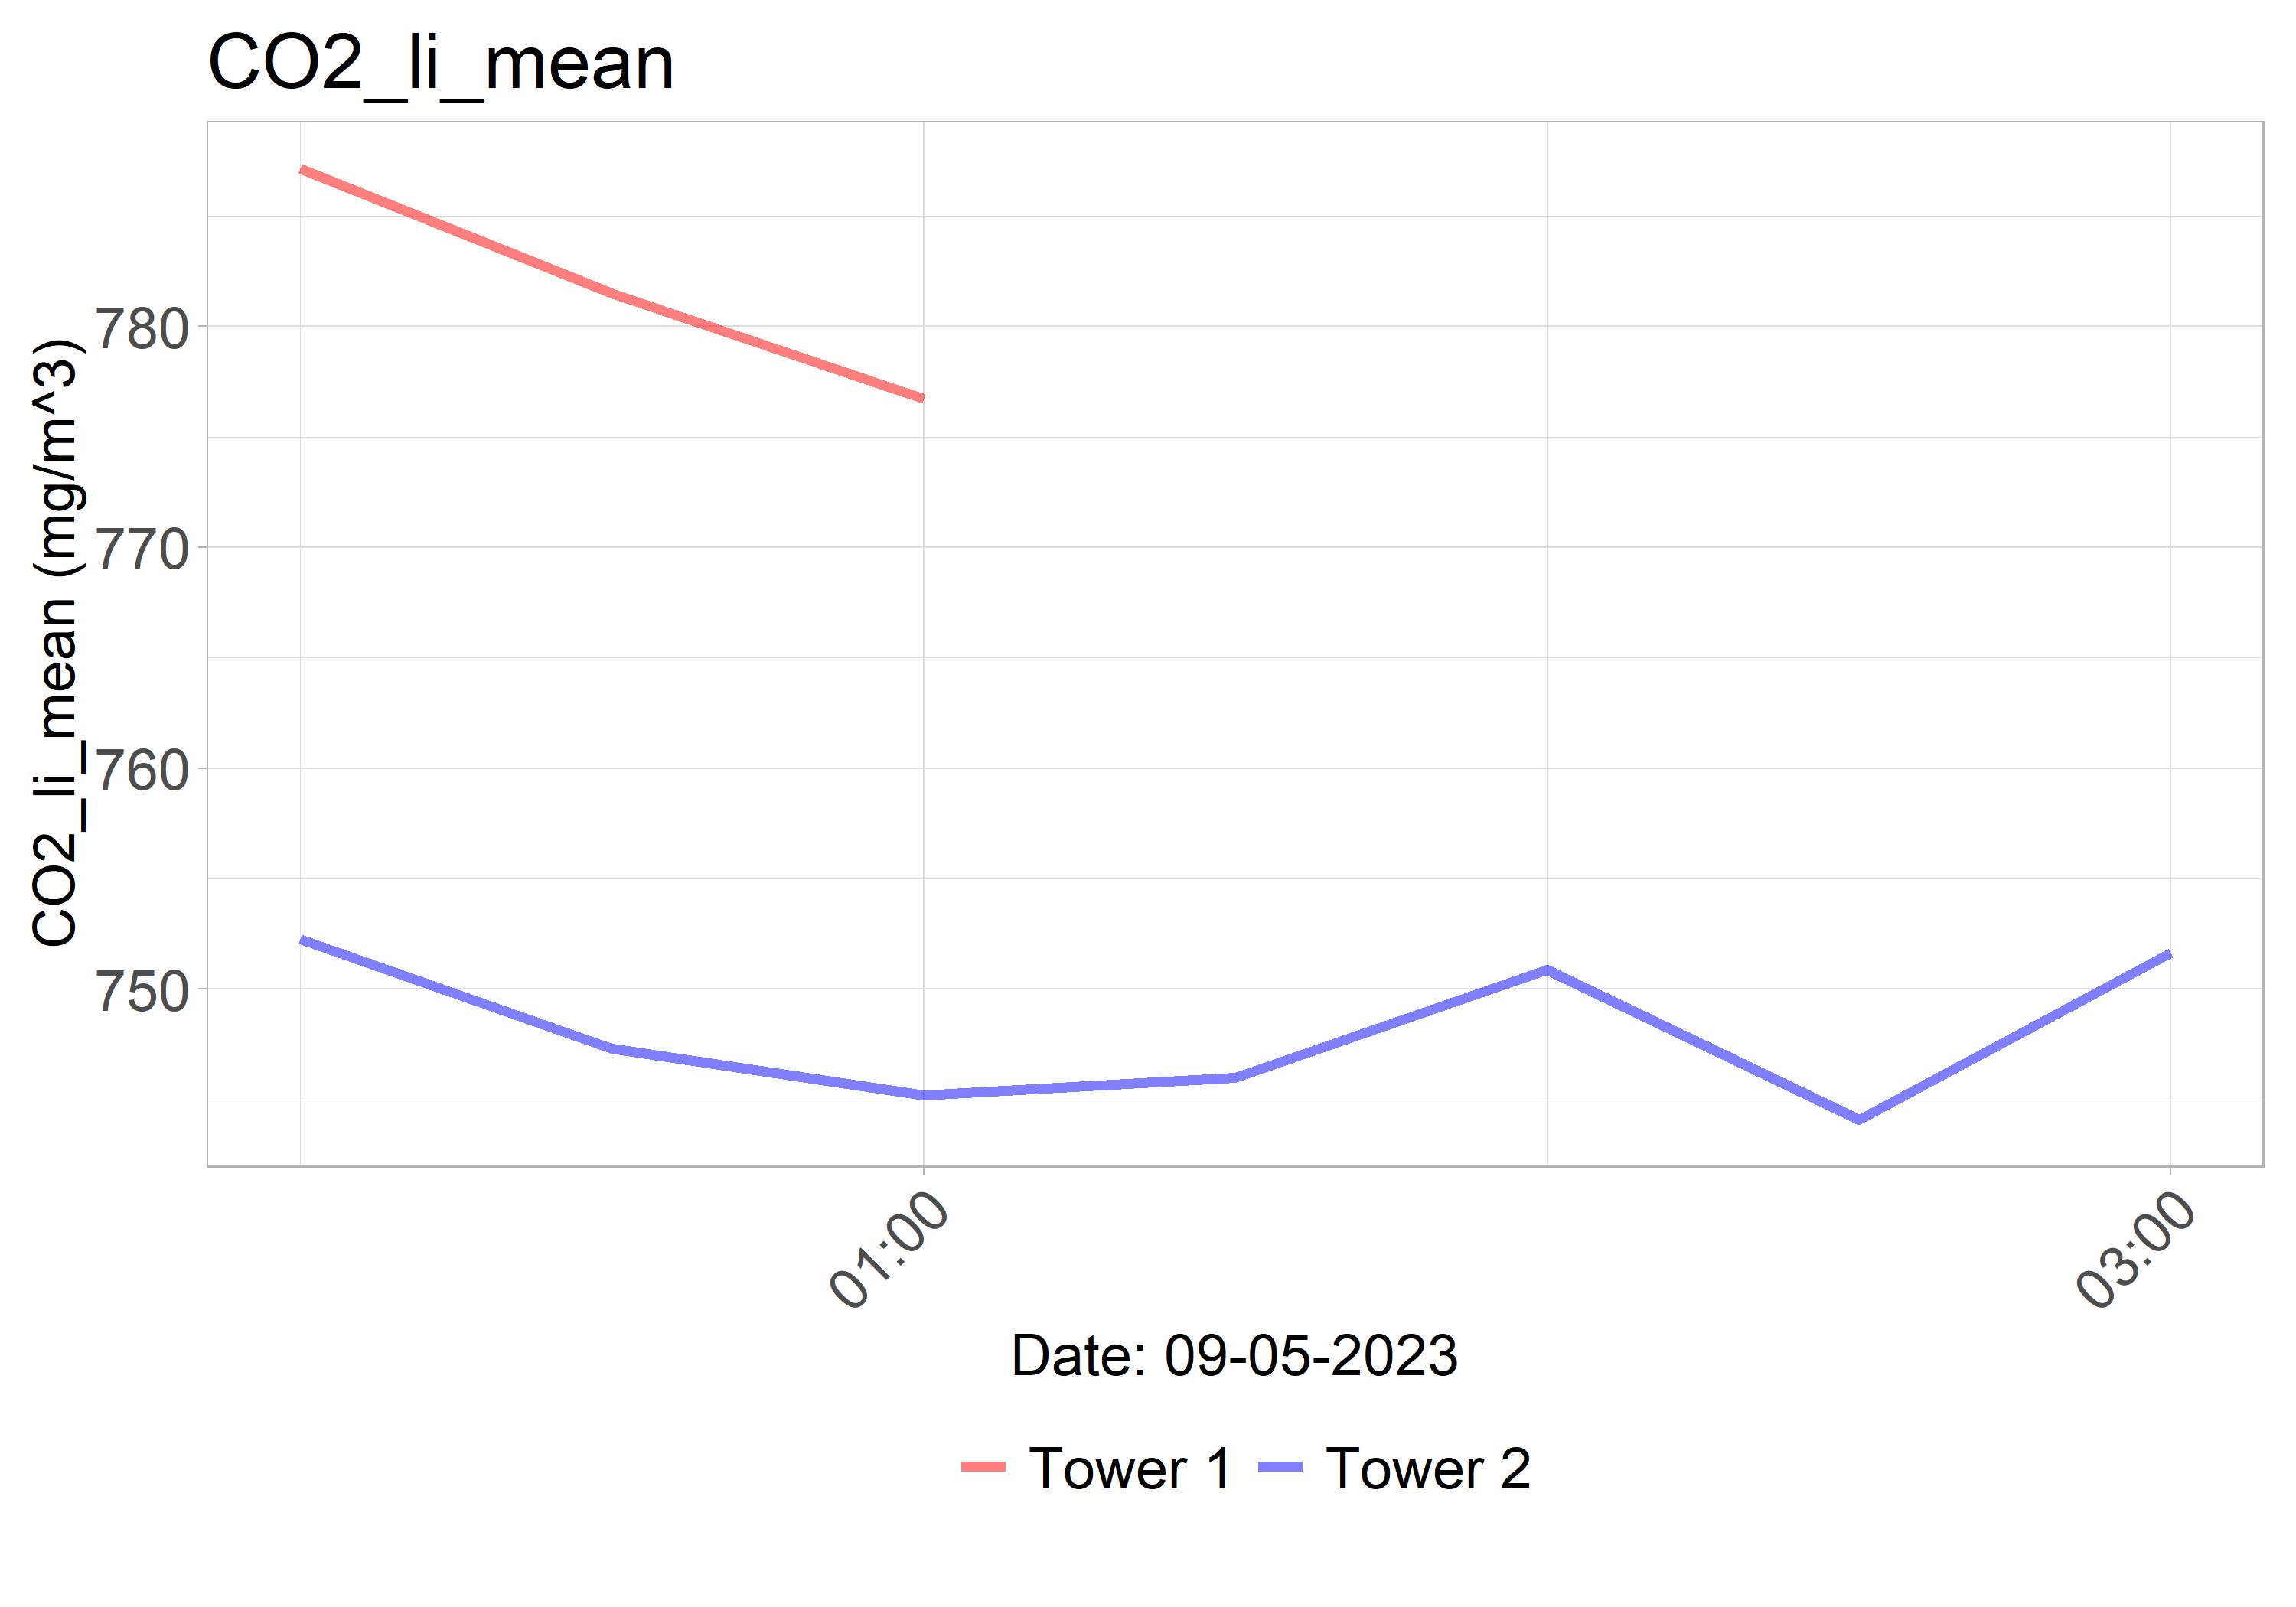 CO2_li_mean
CO2_li_mean (mg/m^3)
780
770
760
750
01:00
03:00
Date: 09-05-2023
Tower 1
Tower 2